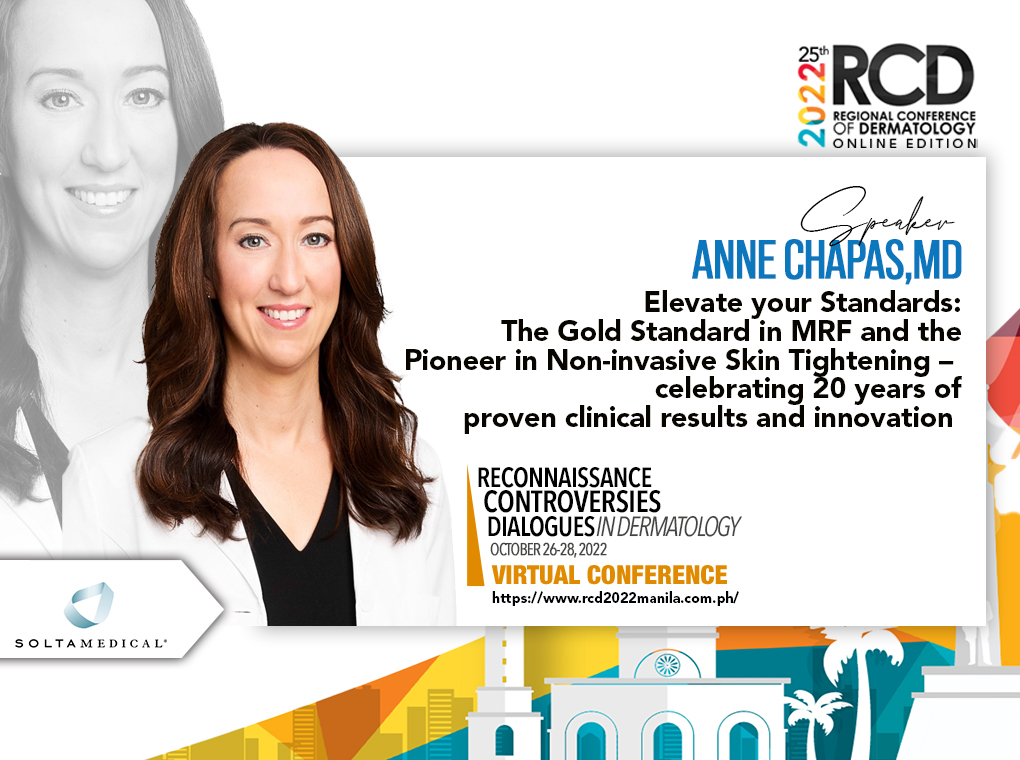 25th
2022
RCD
REGIONAL CONFERENCE
OF DERMATOLOGY
ONLINE EDITION
Speaker
ANNE CHAPAS,MD
Elevate your Standards:
The Gold Standard in MRF and the
Pioneer in Non-invasive Skin Tightening –
celebrating 20 years of
proven clinical results and innovation
RECONNAISSANCE
CONTROVERSIES
DIALOGUES IN DERMATOLOGY
OCTOBER 26-28, 2022
VIRTUAL CONFERENCE
https://www.rcd2022manila.com.ph/
SOLTAMEDICAL®